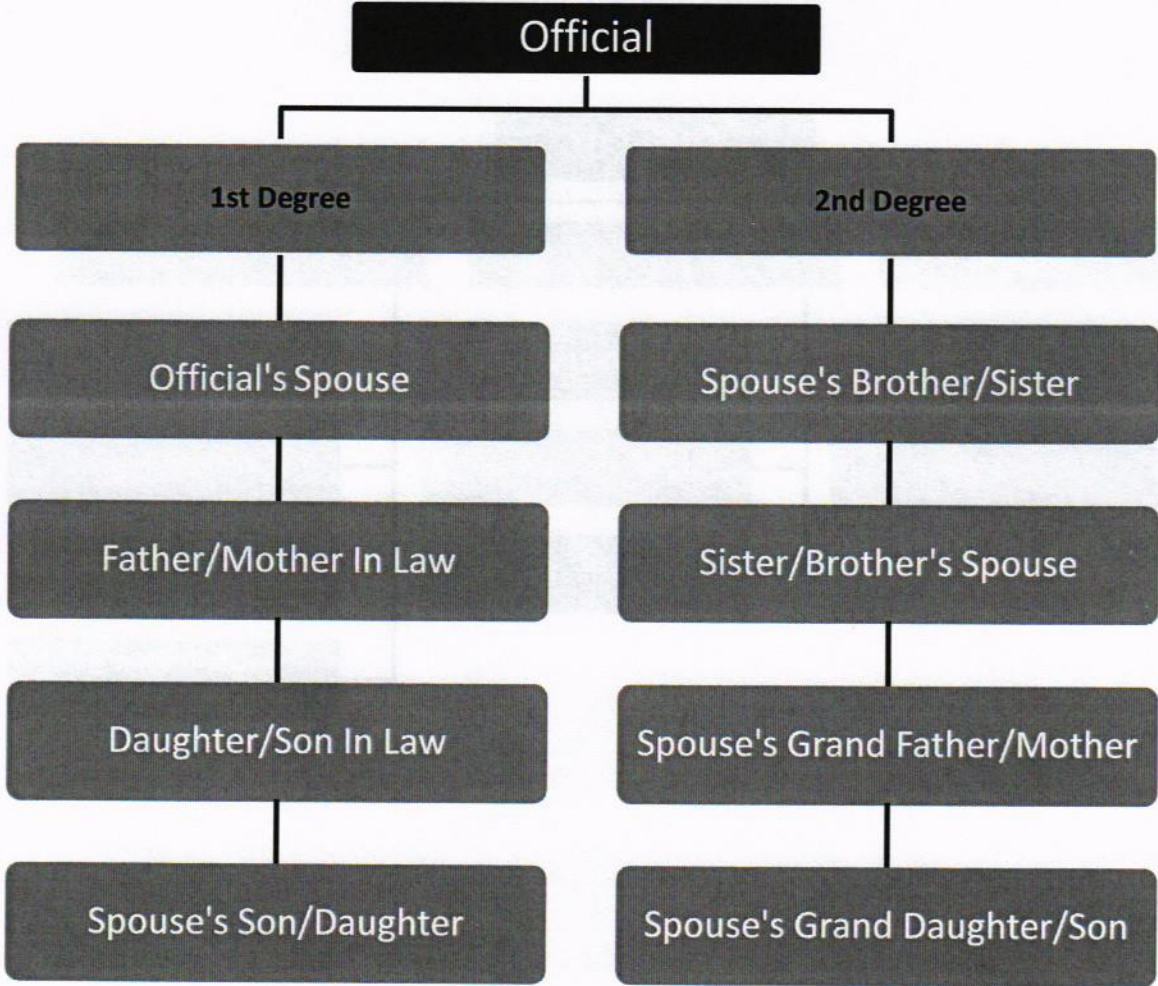 Official
1st Degree
2nd Degree
Official's Spouse
Spouse's Brother/Sister
Father/Mother In Law
Sister/Brother's Spouse
Daughter/Son In Law
Spouse's Grand Father/Mother
Spouse's Son/Daughter
Spouse's Grand Daughter/Son